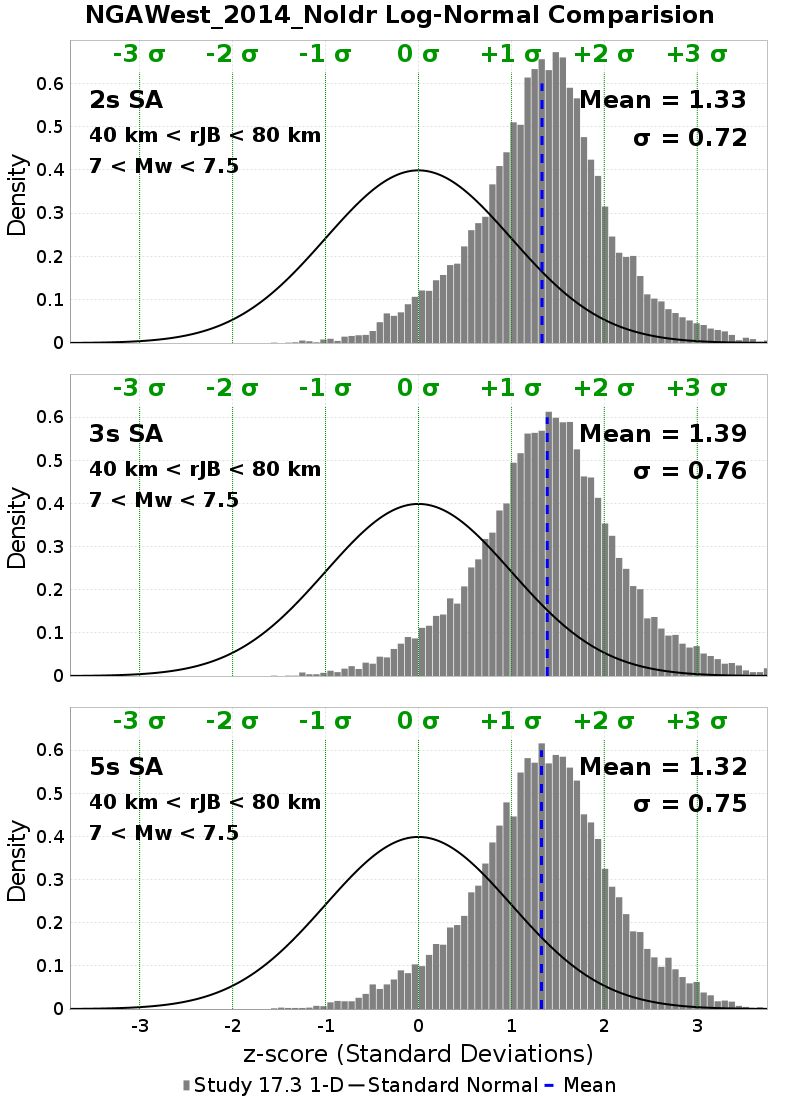 NGAWest_2014_NoIdr Log-Normal Comparision
-3 σ -2 σ -1 σ 0 σ +1 σ +2 σ +3 σ
0.6
2s SA Mean = 1.33
0.5
40 km < rJB < 80 km σ = 0.72
7 < Mw < 7.5
0.4
Density
0.3
0.2
0.1
0
-3 σ -2 σ -1 σ 0 σ +1 σ +2 σ +3 σ
0.6
3s SA Mean = 1.39
0.5
40 km < rJB < 80 km σ = 0.76
7 < Mw < 7.5
0.4
Density
0.3
0.2
0.1
0
-3 σ -2 σ -1 σ 0 σ +1 σ +2 σ +3 σ
0.6
5s SA Mean = 1.32
0.5
40 km < rJB < 80 km σ = 0.75
7 < Mw < 7.5
0.4
Density
0.3
0.2
0.1
0
-3 -2 -1 0 1 2 3
z-score (Standard Deviations)
Study 17.3 1-D Standard Normal Mean